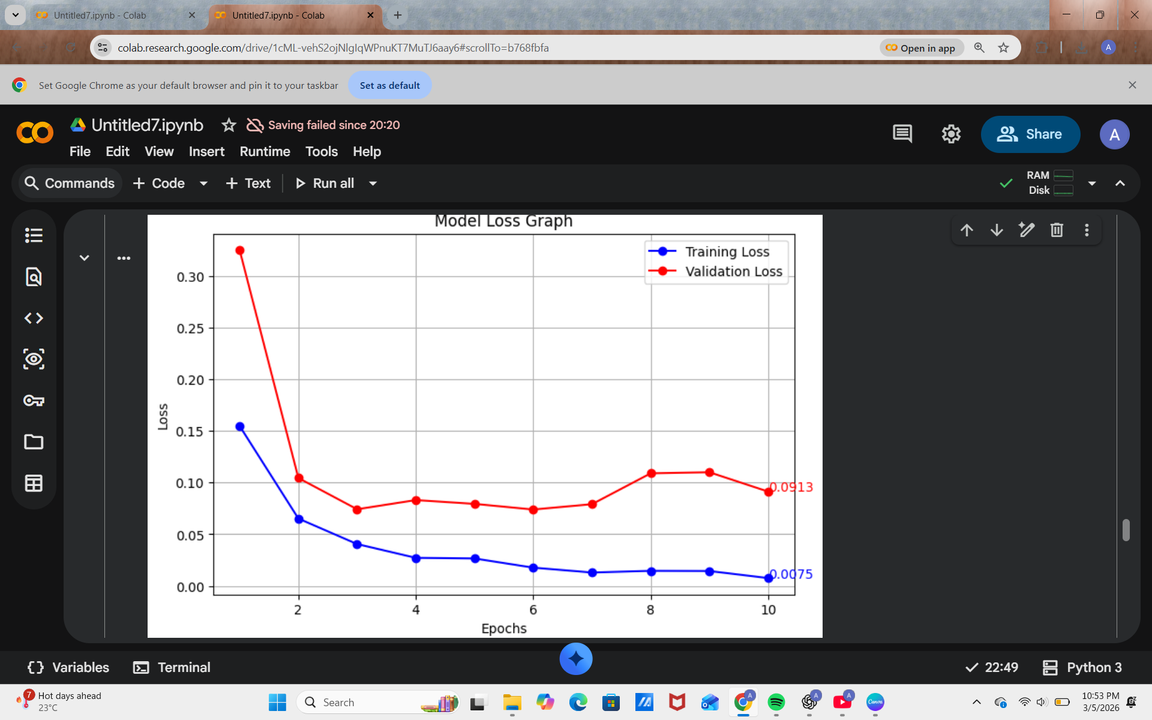 Untitled7.ipynb - Colab
Untitled7.ipynb - Colab
colab.research.google.com/drive/1cML-vehS2ojNlglqWPnuKT7MuTJ6aay6#scrollTo=b768fbfa
Open in app
A
Set Google Chrome as your default browser and pin it to your taskbar
Set as default
Untitled7.ipynb
Saving failed since 20:20
File Edit View Insert Runtime Tools Help
Share
A
Commands
+ Code
+ Text
Run all
RAM
Disk
Model Loss Graph
Training Loss
Validation Loss
0.30
0.25
0.20
0.15
0.10
0.05
0.00
Loss
0.0913
0.0075
2 4 6 8 10
Epochs
{} Variables
Terminal
22:49
Python 3
7
Hot days ahead
23°C
Search
10:53 PM
3/5/2026